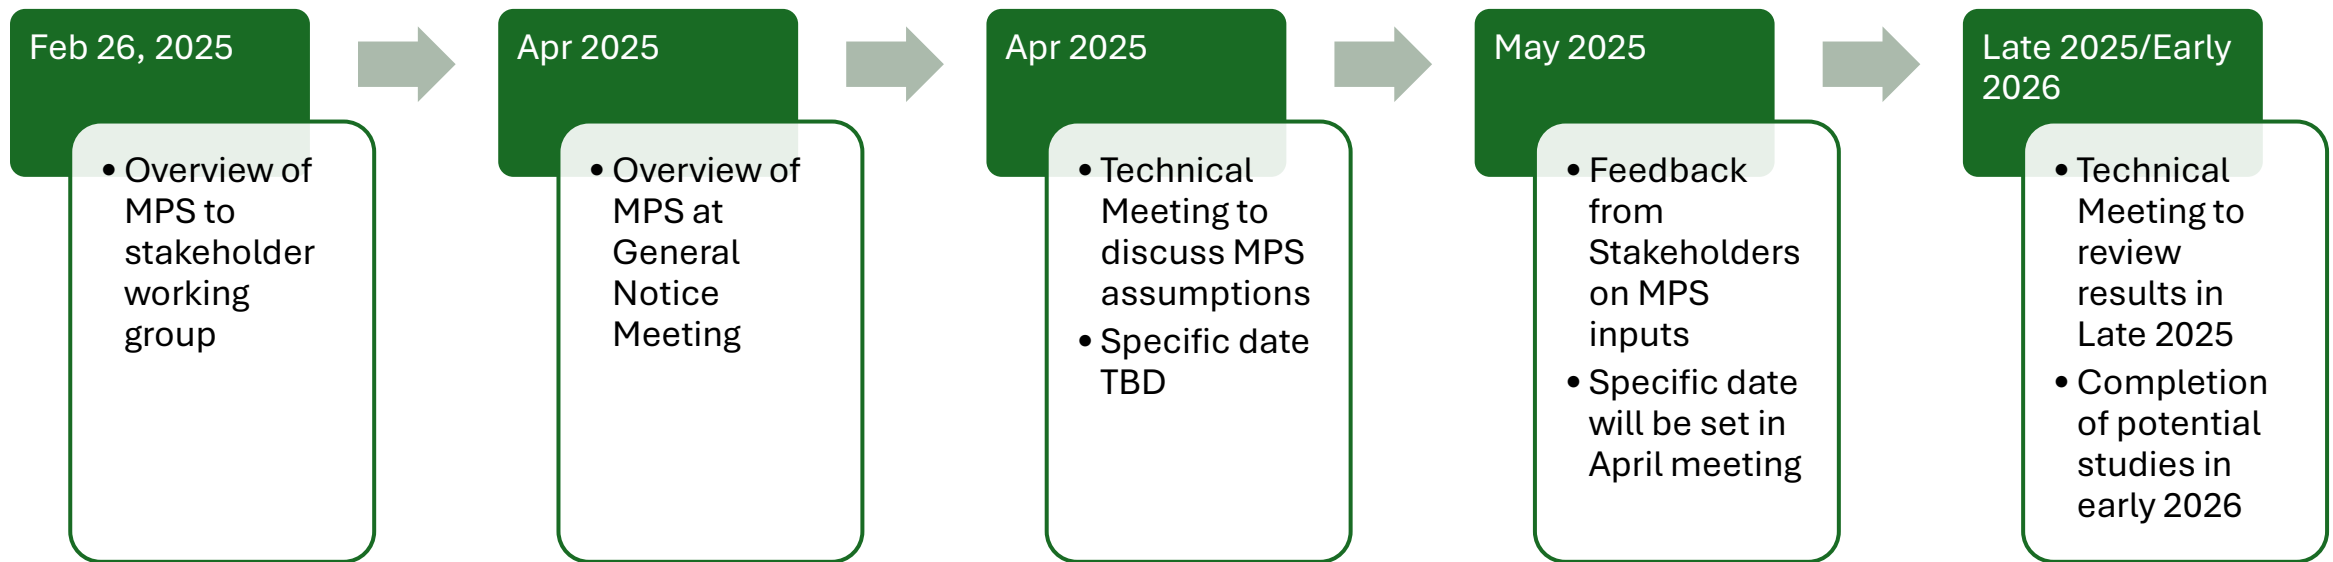 Feb 26, 2025
• Overview of
MPS to
stakeholder
working
group
Apr 2025
• Overview of
MPS at
General
Notice
Meeting
Apr 2025
• Technical
Meeting to
discuss MPS
assumptions
• Specific date
TBD
May 2025
• Feedback
from
Stakeholders
on MPS
inputs
• Specific date
will be set in
April meeting
Late 2025/Early
2026
• Technical
Meeting to
review
results in
Late 2025
• Completion
of potential
studies in
early 2026